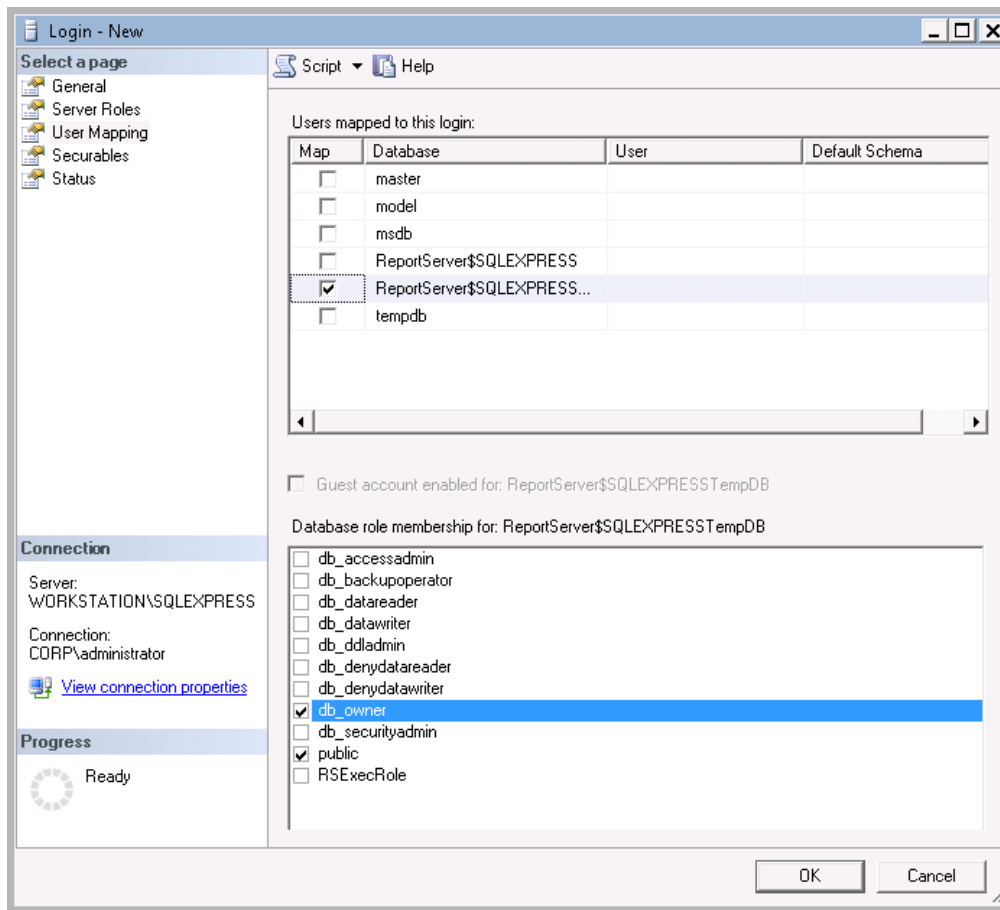 Login - New
Select a page
General
Server Roles
User Mapping
Securables
Status
Script Help
Users mapped to this login:
Map Database User Default Schema
master
model
msdb
ReportServer$SQLEXPRESS
ReportServer$SQLEXPRESS...
tempdb
Guest account enabled for: ReportServer$SQLEXPRESSTempDB
Database role membership for: ReportServer$SQLEXPRESSTempDB
db_accessadmin
db_backupoperator
db_datareader
db_datawriter
db_ddladmin
db_denydatareader
db_denydatawriter
db_owner
db_securityadmin
public
RSExecRole
Connection
Server:
WORKSTATION\SQLEXPRESS
Connection:
CORP\administrator
View connection properties
Progress
Ready
OK Cancel